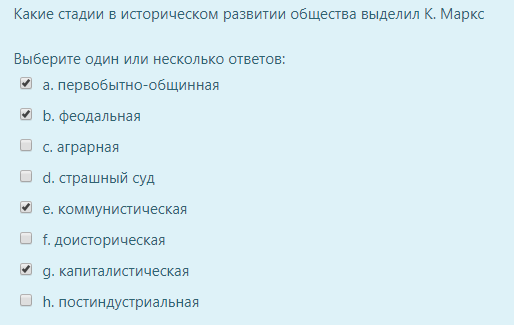 Какие стадии в историческом развитии общества выделил К. Маркс
Выберите один или несколько ответов:
a. первобытно-общинная
b. феодальная
c. аграрная
d. страшный суд
e. коммунистическая
f. доисторическая
g. капиталистическая
h. постиндустриальная